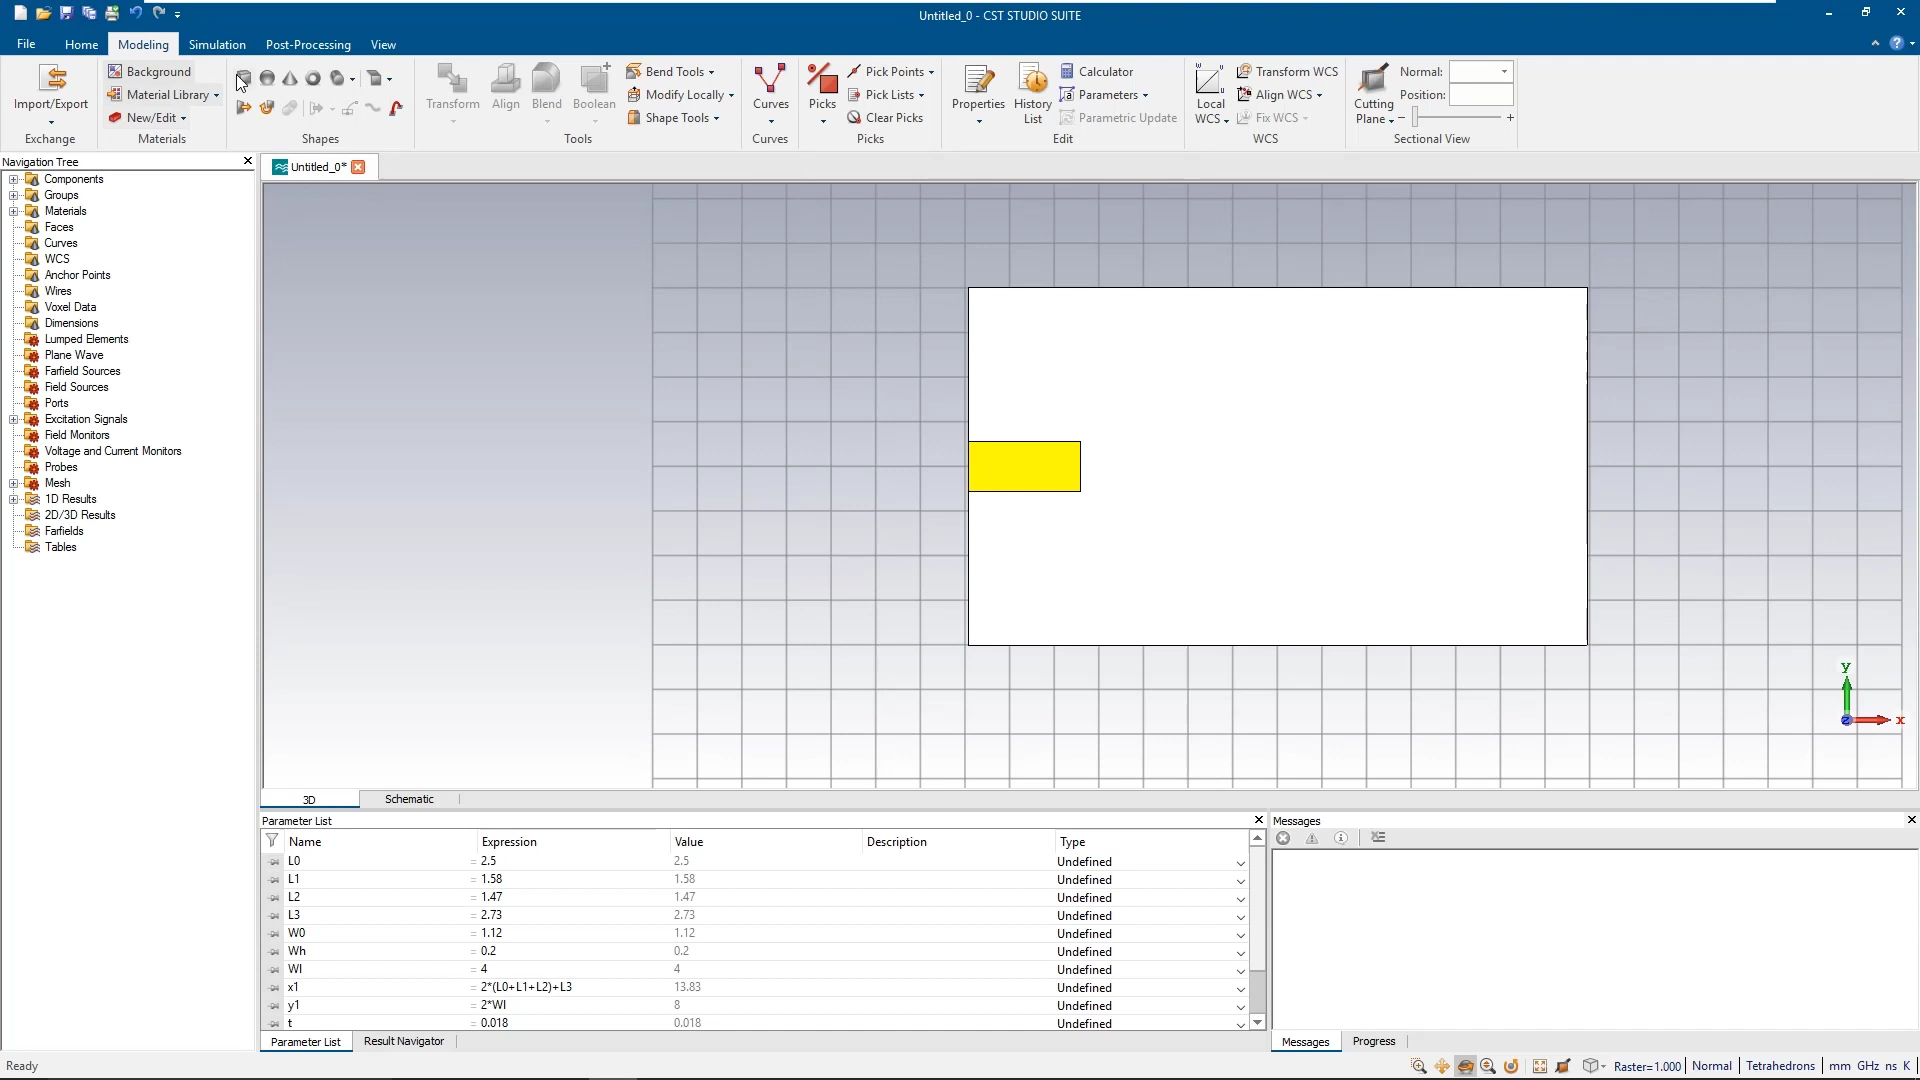 Untitled_0 - CST STUDIO SUITE
File Home Modeling Simulation Post-Processing View
Import/Export
Exchange
Background
Material Library
New/Edit
Materials
Shapes
Transform
Align
Blend
Boolean
Bend Tools
Modify Locally
Shape Tools
Tools
Curves
Curves
Picks
Pick Points
Pick Lists
Clear Picks
Picks
Properties
History
List
Calculator
Parameters
Parametric Update
Edit
Local
WCS
Transform WCS
Align WCS
Fix WCS
WCS
Cutting
Plane
Normal:
Position:
Sectional View
Navigation Tree
Components
Groups
Materials
Faces
Curves
WCS
Anchor Points
Wires
Voxel Data
Dimensions
Lumped Elements
Plane Wave
Farfield Sources
Field Sources
Ports
Excitation Signals
Field Monitors
Voltage and Current Monitors
Probes
Mesh
1D Results
2D/3D Results
Farfields
Tables
Untitled_0*
y
z
x
3D Schematic
Parameter List
Name Expression Value Description Type
L0 = 2.5 2.5 Undefined
L1 = 1.58 1.58 Undefined
L2 = 1.47 1.47 Undefined
L3 = 2.73 2.73 Undefined
W0 = 1.12 1.12 Undefined
Wh = 0.2 0.2 Undefined
Wl = 4 4 Undefined
x1 = 2*(L0+L1+L2)+L3 13.83 Undefined
y1 = 2*Wl 8 Undefined
t = 0.018 0.018 Undefined
Parameter List Result Navigator
Messages
Messages Progress
Ready
Raster=1.000 Normal Tetrahedrons mm GHz ns K